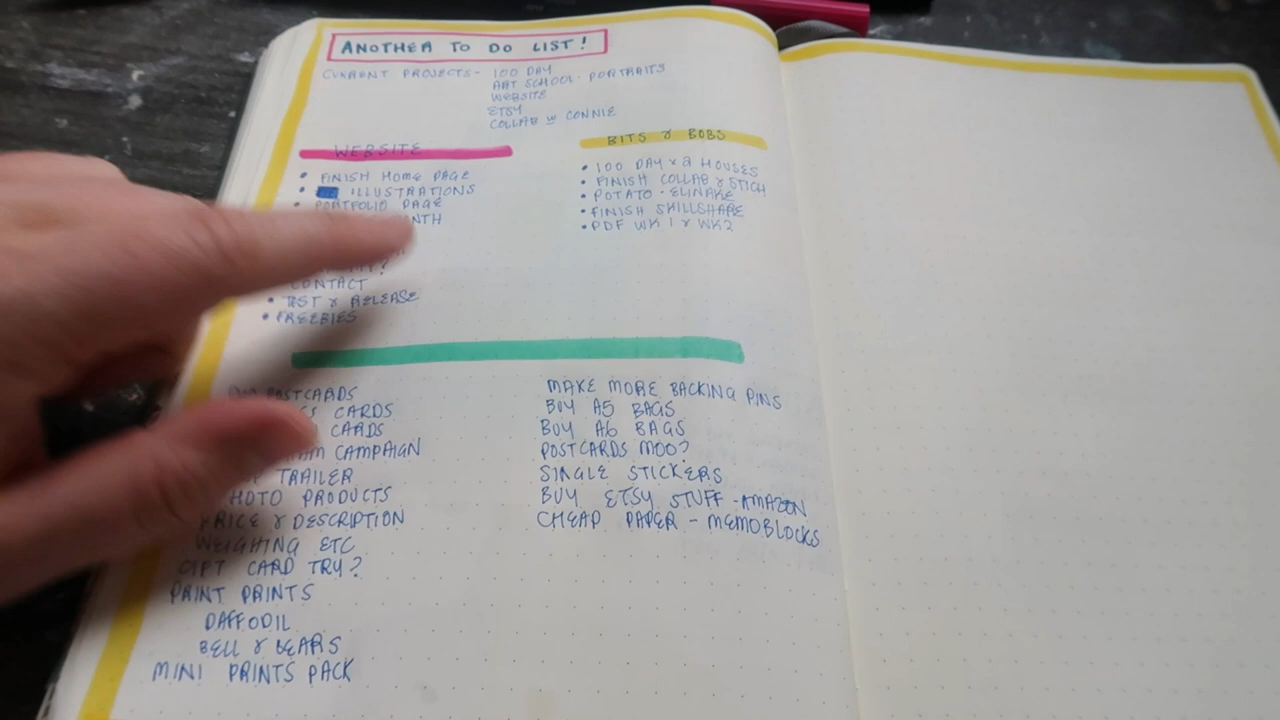 ANOTHER TO DO LIST!
CURRENT PROJECTS - 100 DAY
ART SCHOOL - PORTRAITS
WEBSITE
ETSY
COLLAB w CONNIE
WEBSITE
• FINISH HOME PAGE
• ILLUSTRATIONS
PORTFOLIO PAGE
CONTACT
• TEST & RELEASE
• FREEBIES
BITS & BOBS
• 100 DAY x 2 HOUSES
• FINISH COLLAB & STICH
• POTATO -
• FINISH SKILLSHARE
• PDF WK 1 & WK2
POSTCARDS
CARDS
CARDS
CAMPAIGN
TRAILER
PHOTO PRODUCTS
PRICE & DESCRIPTION
WEIGHING ETC
GIFT CARD TRY?
PRINT PRINTS
DAFFODIL
BELL & BEARS
MINI PRINTS PACK
MAKE MORE BACKING PINS
BUY A5 BAGS
BUY A6 BAGS
POSTCARDS MOO?
SINGLE STICKERS
BUY ETSY STUFF - AMAZON
CHEAP PAPER - MEMOBLOCKS